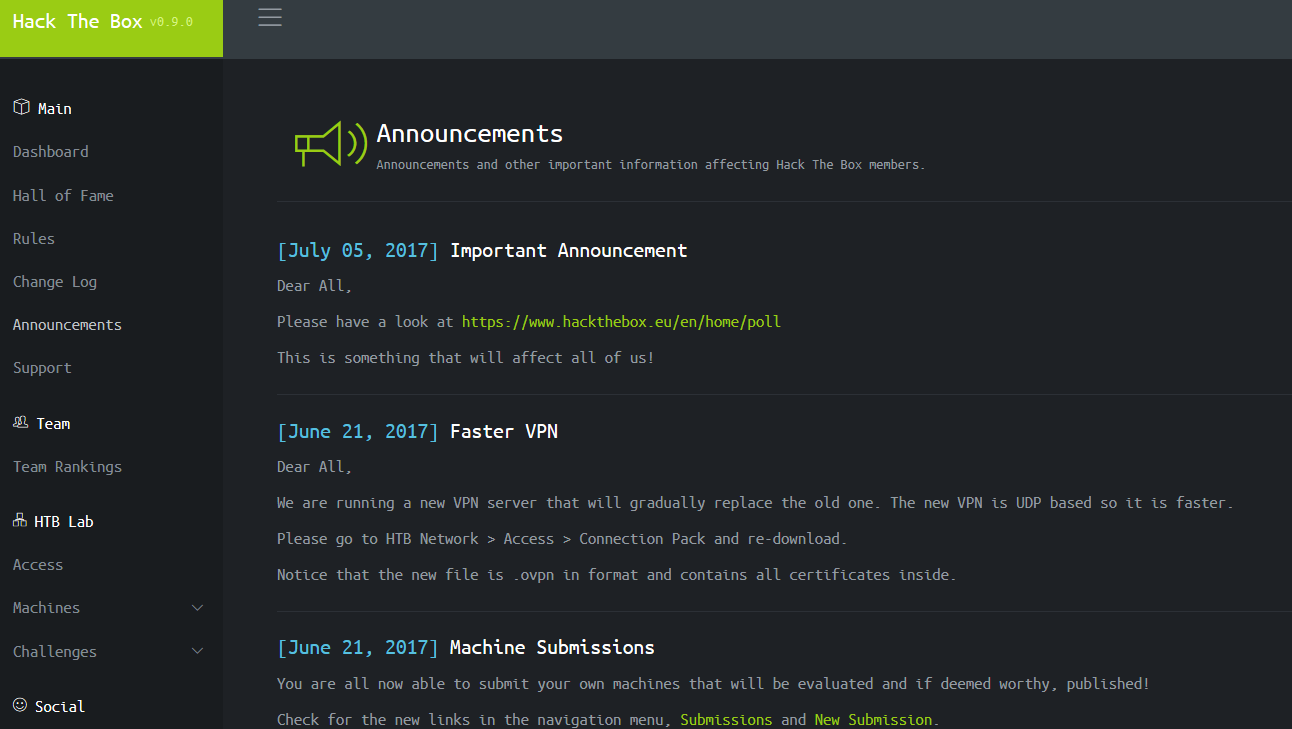 Hack The Box v0.9.0
Main
Dashboard
Hall of Fame
Rules
Change Log
Announcements
Support
Team
Team Rankings
HTB Lab
Access
Machines
Challenges
Social
Announcements
Announcements and other important information affecting Hack The Box members.
[July 05, 2017] Important Announcement
Dear All,
Please have a look at https://www.hackthebox.eu/en/home/poll
This is something that will affect all of us!
[June 21, 2017] Faster VPN
Dear All,
We are running a new VPN server that will gradually replace the old one. The new VPN is UDP based so it is faster.
Please go to HTB Network > Access > Connection Pack and re-download.
Notice that the new file is .ovpn in format and contains all certificates inside.
[June 21, 2017] Machine Submissions
You are all now able to submit your own machines that will be evaluated and if deemed worthy, published!
Check for the new links in the navigation menu, Submissions and New Submission.